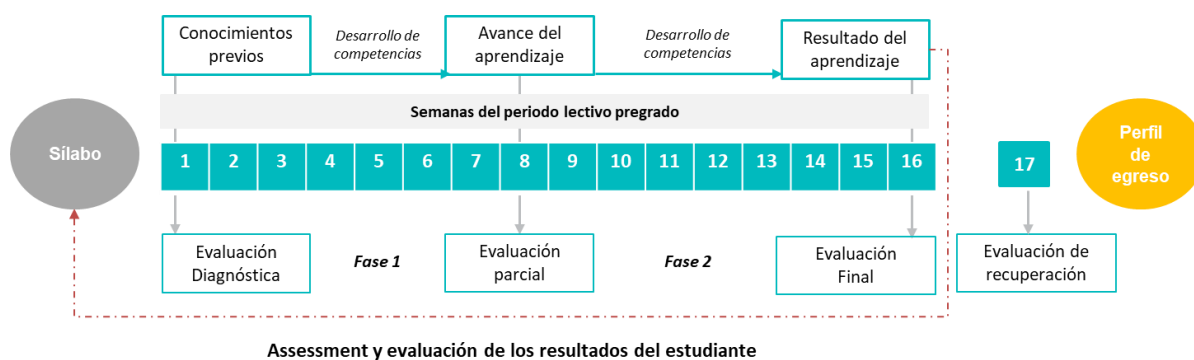 Conocimientos
previos
Desarrollo de
competencias
Avance del
aprendizaje
Desarrollo de
competencias
Resultado del
aprendizaje
Semanas del periodo lectivo pregrado
Sílabo
1 2 3 4 5 6 7 8 9 10 11 12 13 14 15 16
17
Perfil
de
egreso
Evaluación
Diagnóstica
Fase 1
Evaluación
parcial
Fase 2
Evaluación
Final
Evaluación de
recuperación
Assessment y evaluación de los resultados del estudiante